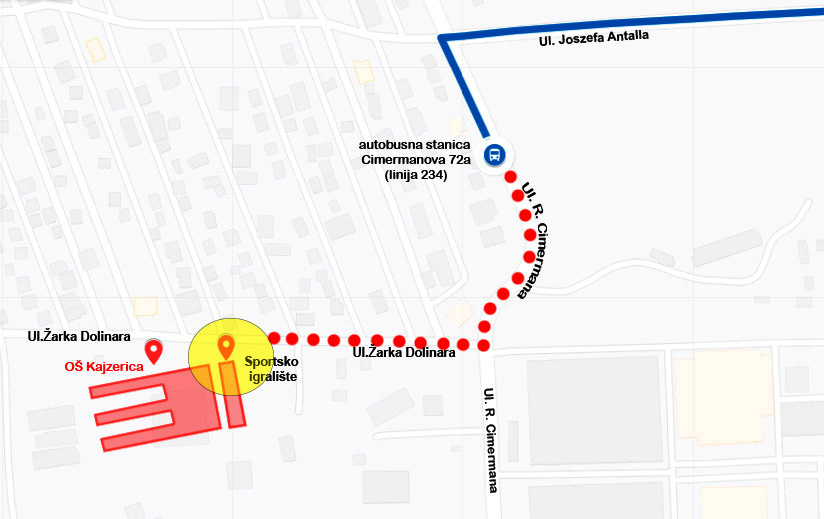 Ul. Joszefa Antalla
autobusna stanica
Cimermanova 72a
(linija 234)
Ul. R. Cimermana
Ul.Žarka Dolinara
OŠ Kajzerica
Sportsko
igralište
Ul.Žarka Dolinara
Ul. R. Cimermana